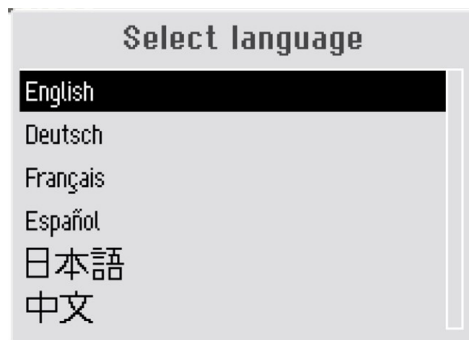 Select language
English
Deutsch
Français
Español
日本語
中文